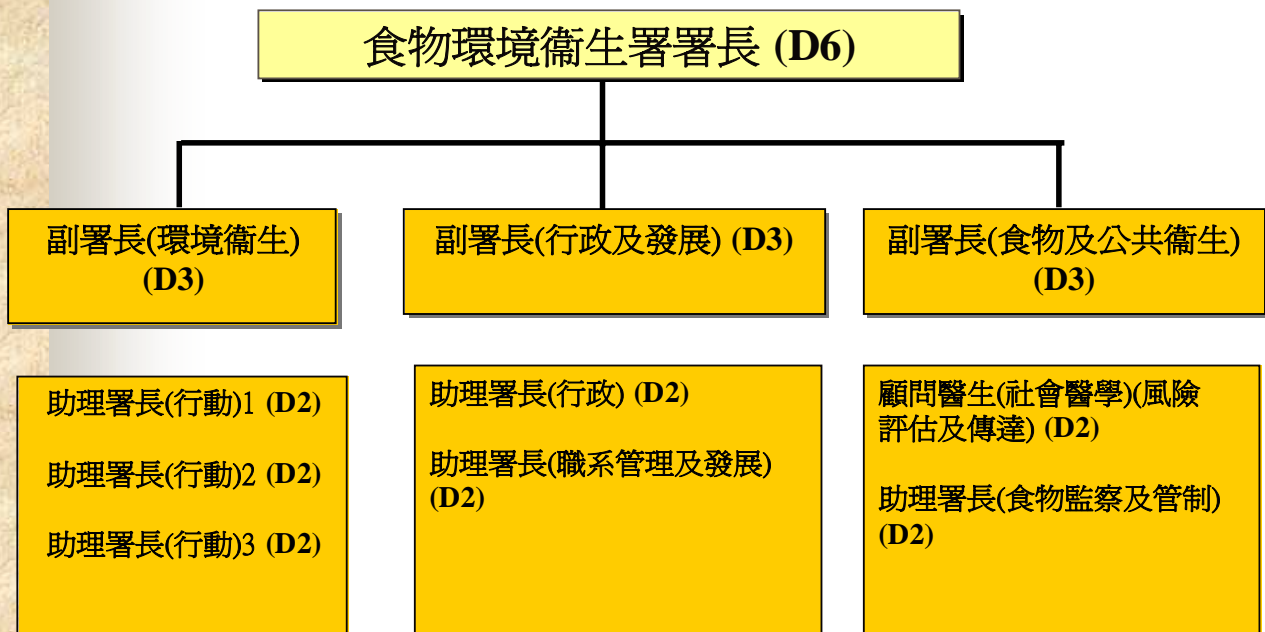 食物環境衞生署署長 (D6)
副署長(環境衞生)
(D3)
副署長(行政及發展) (D3)
副署長(食物及公共衞生)
(D3)
助理署長(行動)1 (D2)
助理署長(行動)2 (D2)
助理署長(行動)3 (D2)
助理署長(行政) (D2)
助理署長(職系管理及發展)
(D2)
顧問醫生(社會醫學)(風險
評估及傳達) (D2)
助理署長(食物監察及管制)
(D2)